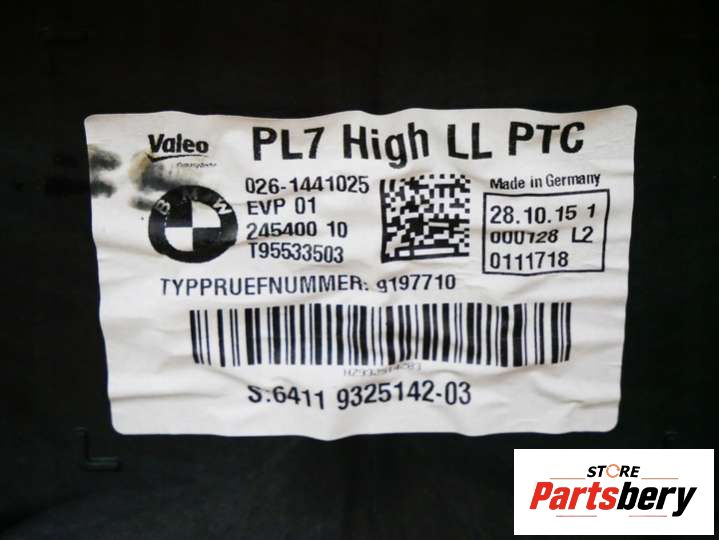 Valeo
PL7 High LL PTC
BMW
026-1441025
EVP 01
245400 10
T95533503
Made in Germany
28.10.15 1
000128 L2
0111718
TYPPRUEFNUMMER: 9197710
S:6411 9325142-03
STORE
Partsbery